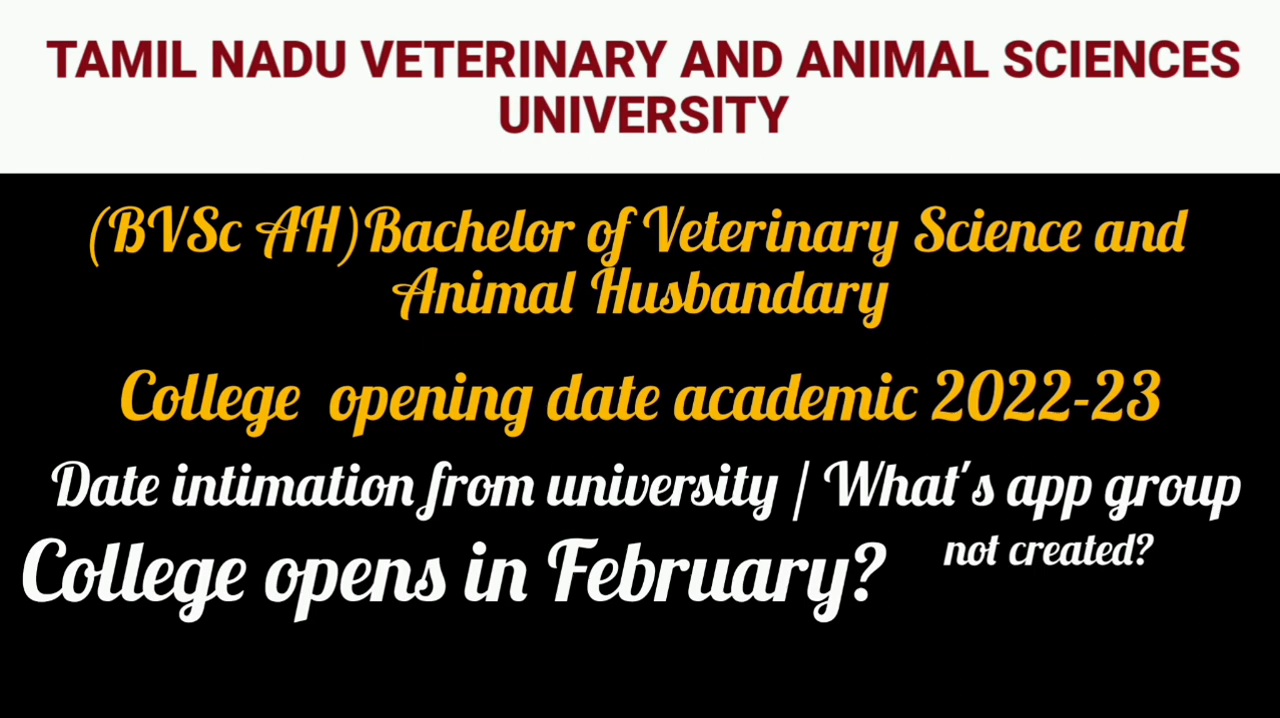 TAMIL NADU VETERINARY AND ANIMAL SCIENCES
UNIVERSITY
(BVSc AH)Bachelor of Veterinary Science and
Animal Husbandary
College opening date academic 2022-23
Date intimation from university / What's app group
not created?
College opens in February?